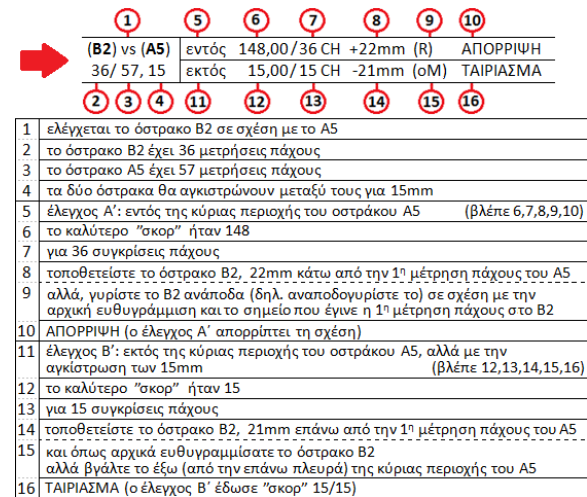 1 5 6 7 8 9 10
(B2) vs (A5) εντός 148,00/36 CH +22mm (R) ΑΠΟΡΡΙΨΗ
36/ 57, 15 εκτός 15,00/15 CH -21mm (oM) ΤΑΙΡΙΑΣΜΑ
2 3 4 11 12 13 14 15 16
1 ελέγχεται το όστρακο B2 σε σχέση με το A5
2 το όστρακο B2 έχει 36 μετρήσεις πάχους
3 το όστρακο A5 έχει 57 μετρήσεις πάχους
4 τα δύο όστρακα θα αγκιστρώνουν μεταξύ τους για 15mm
5 έλεγχος Α': εντός της κύριας περιοχής του οστράκου A5 (βλέπε 6,7,8,9,10)
6 το καλύτερο "σκορ" ήταν 148
7 για 36 συγκρίσεις πάχους
8 τοποθετείστε το όστρακο B2, 22mm κάτω από την 1η μέτρηση πάχους του A5
9 αλλά, γυρίστε το B2 ανάποδα (δηλ. αναποδογυρίστε το) σε σχέση με την
αρχική ευθυγράμμιση και το σημείο που έγινε η 1η μέτρηση πάχους στο B2
10 ΑΠΟΡΡΙΨΗ (ο έλεγχος Α΄ απορρίπτει τη σχέση)
11 έλεγχος Β': εκτός της κύριας περιοχής του οστράκου A5, αλλά με την
αγκίστρωση των 15mm (βλέπε 12,13,14,15,16)
12 το καλύτερο "σκορ" ήταν 15
13 για 15 συγκρίσεις πάχους
14 τοποθετείστε το όστρακο B2, 21mm επάνω από την 1η μέτρηση πάχους του A5
15 και όπως αρχικά ευθυγραμμίσατε το όστρακο B2
αλλά βγάλτε το έξω (από την επάνω πλευρά) της κύριας περιοχής του A5
16 ΤΑΙΡΙΑΣΜΑ (ο έλεγχος Β΄ έδωσε "σκορ" 15/15)